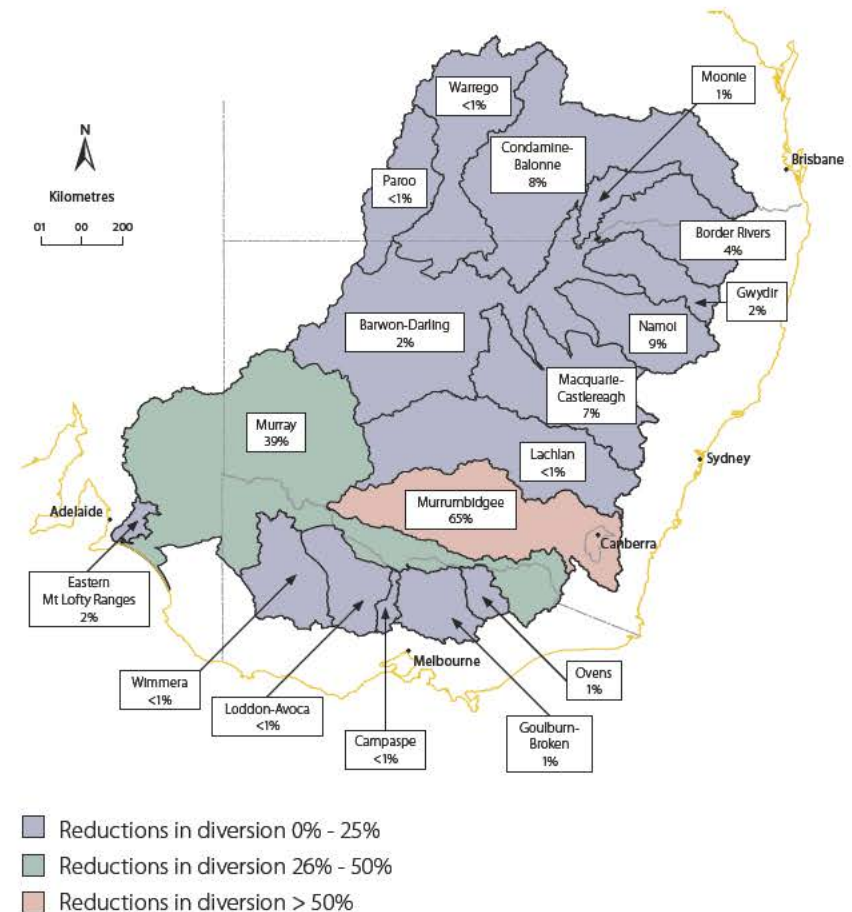 Moonie
1%
Warrego
<1%
N
Condamine-
Balonne
8%
Brisbane
Kilometres
Paroo
<1%
01 00 200
Border Rivers
4%
Gwydir
2%
Barwon-Darling
2%
Namoi
9%
Macquarie-
Castlereagh
7%
Murray
39%
Lachlan
<1%
Sydney
Murrumbidgee
65%
Adelaide
Canberra
Eastern
Mt Lofty Ranges
2%
Melbourne
Ovens
1%
Wimmera
<1%
Loddon-Avoca
<1%
Goulburn-
Broken
1%
Campaspe
<1%
Reductions in diversion 0% - 25%
Reductions in diversion 26% - 50%
Reductions in diversion > 50%